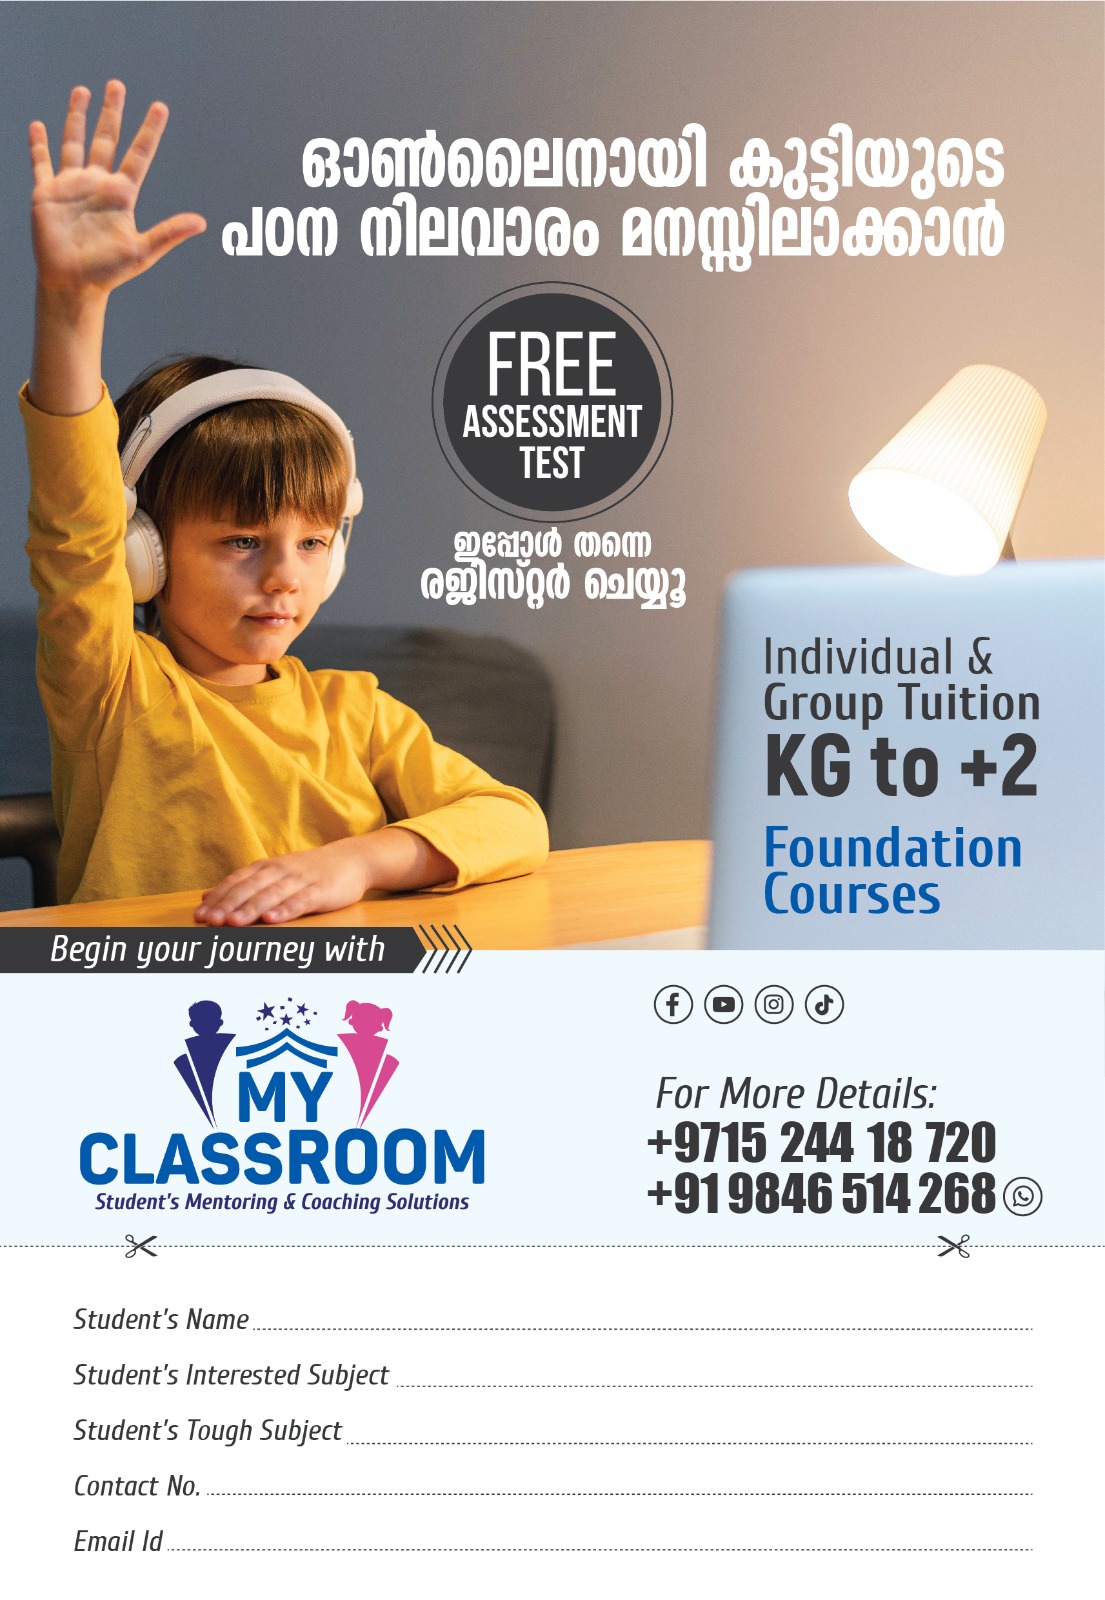 ഓൺലൈനായി കുട്ടിയുടെ
പഠന നിലവാരം മനസ്സിലാക്കാൻ
FREE
ASSESSMENT
TEST
ഇപ്പോൾ തന്നെ
രജിസ്റ്റർ ചെയ്യൂ
Individual &
Group Tuition
KG to +2
Foundation
Courses
Begin your journey with
MY
CLASSROOM
Student's Mentoring & Coaching Solutions
For More Details:
+9715 244 18 720
+91 9846 514 268
Student's Name
Student's Interested Subject
Student's Tough Subject
Contact No.
Email Id